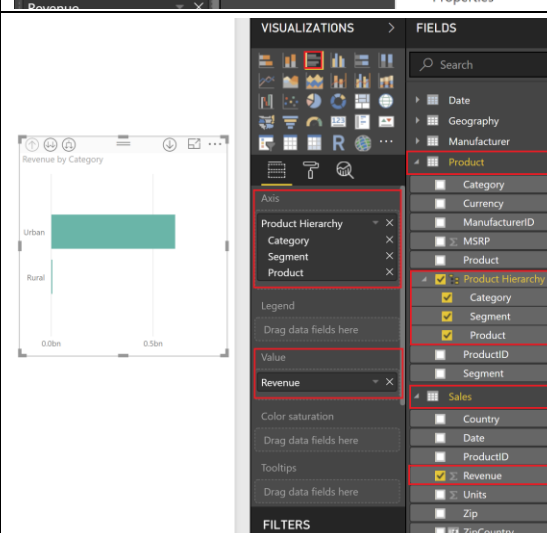 Revenue
Properties
VISUALIZATIONS
FIELDS
Search
Date
Geography
Manufacturer
Product
Category
Currency
ManufacturerID
MSRP
Product
Product Hierarchy
Category
Segment
Product
ProductID
Segment
Sales
Country
Date
ProductID
Revenue
Units
Zip
ZipCountry
Revenue by Category
Urban
Rural
0.0bn
0.5bn
123
R
Axis
Product Hierarchy
Category
Segment
Product
Legend
Drag data fields here
Value
Revenue
Color saturation
Drag data fields here
Tooltips
Drag data fields here
FILTERS